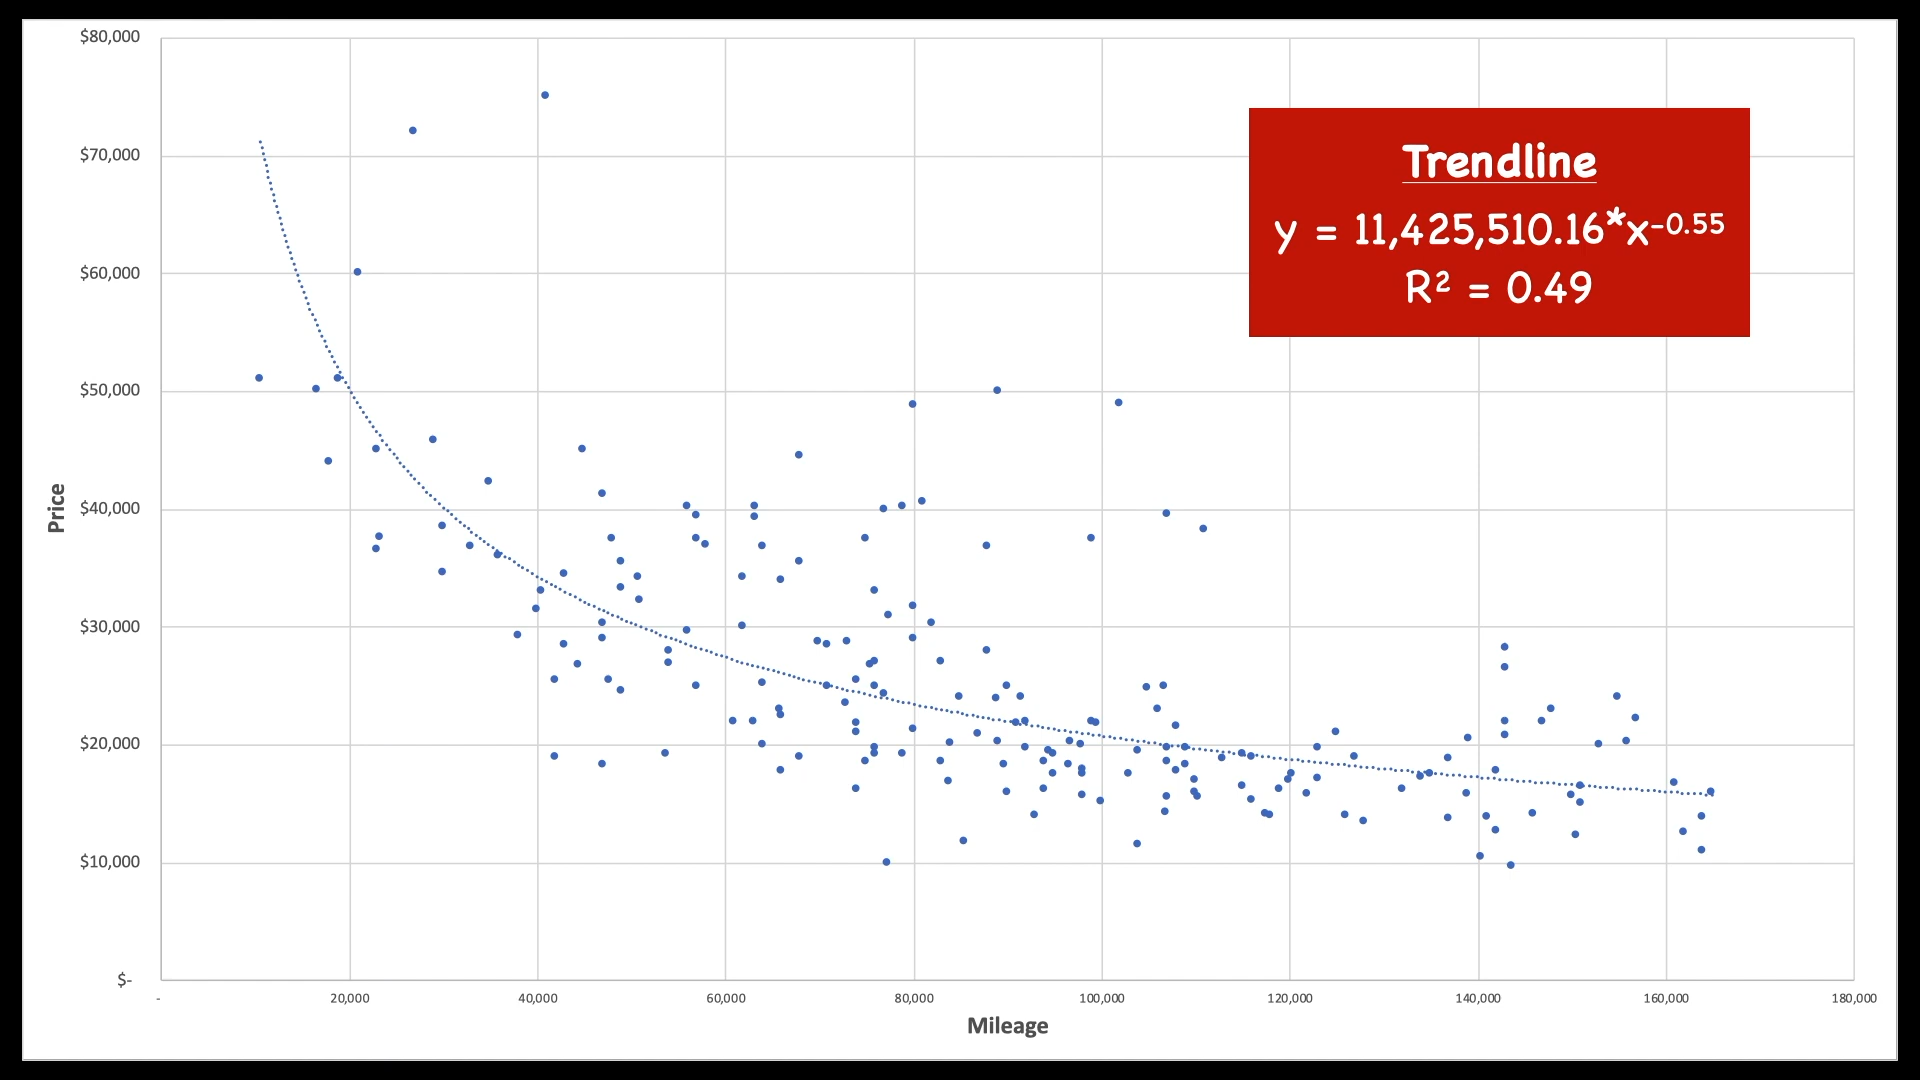 $80,000
$70,000
$60,000
$50,000
$40,000
$30,000
$20,000
$10,000
$-
Price
- 20,000 40,000 60,000 80,000 100,000 120,000 140,000 160,000 180,000
Mileage
Trendline
y = 11,425,510.16*x⁻⁰·⁵⁵
R² = 0.49